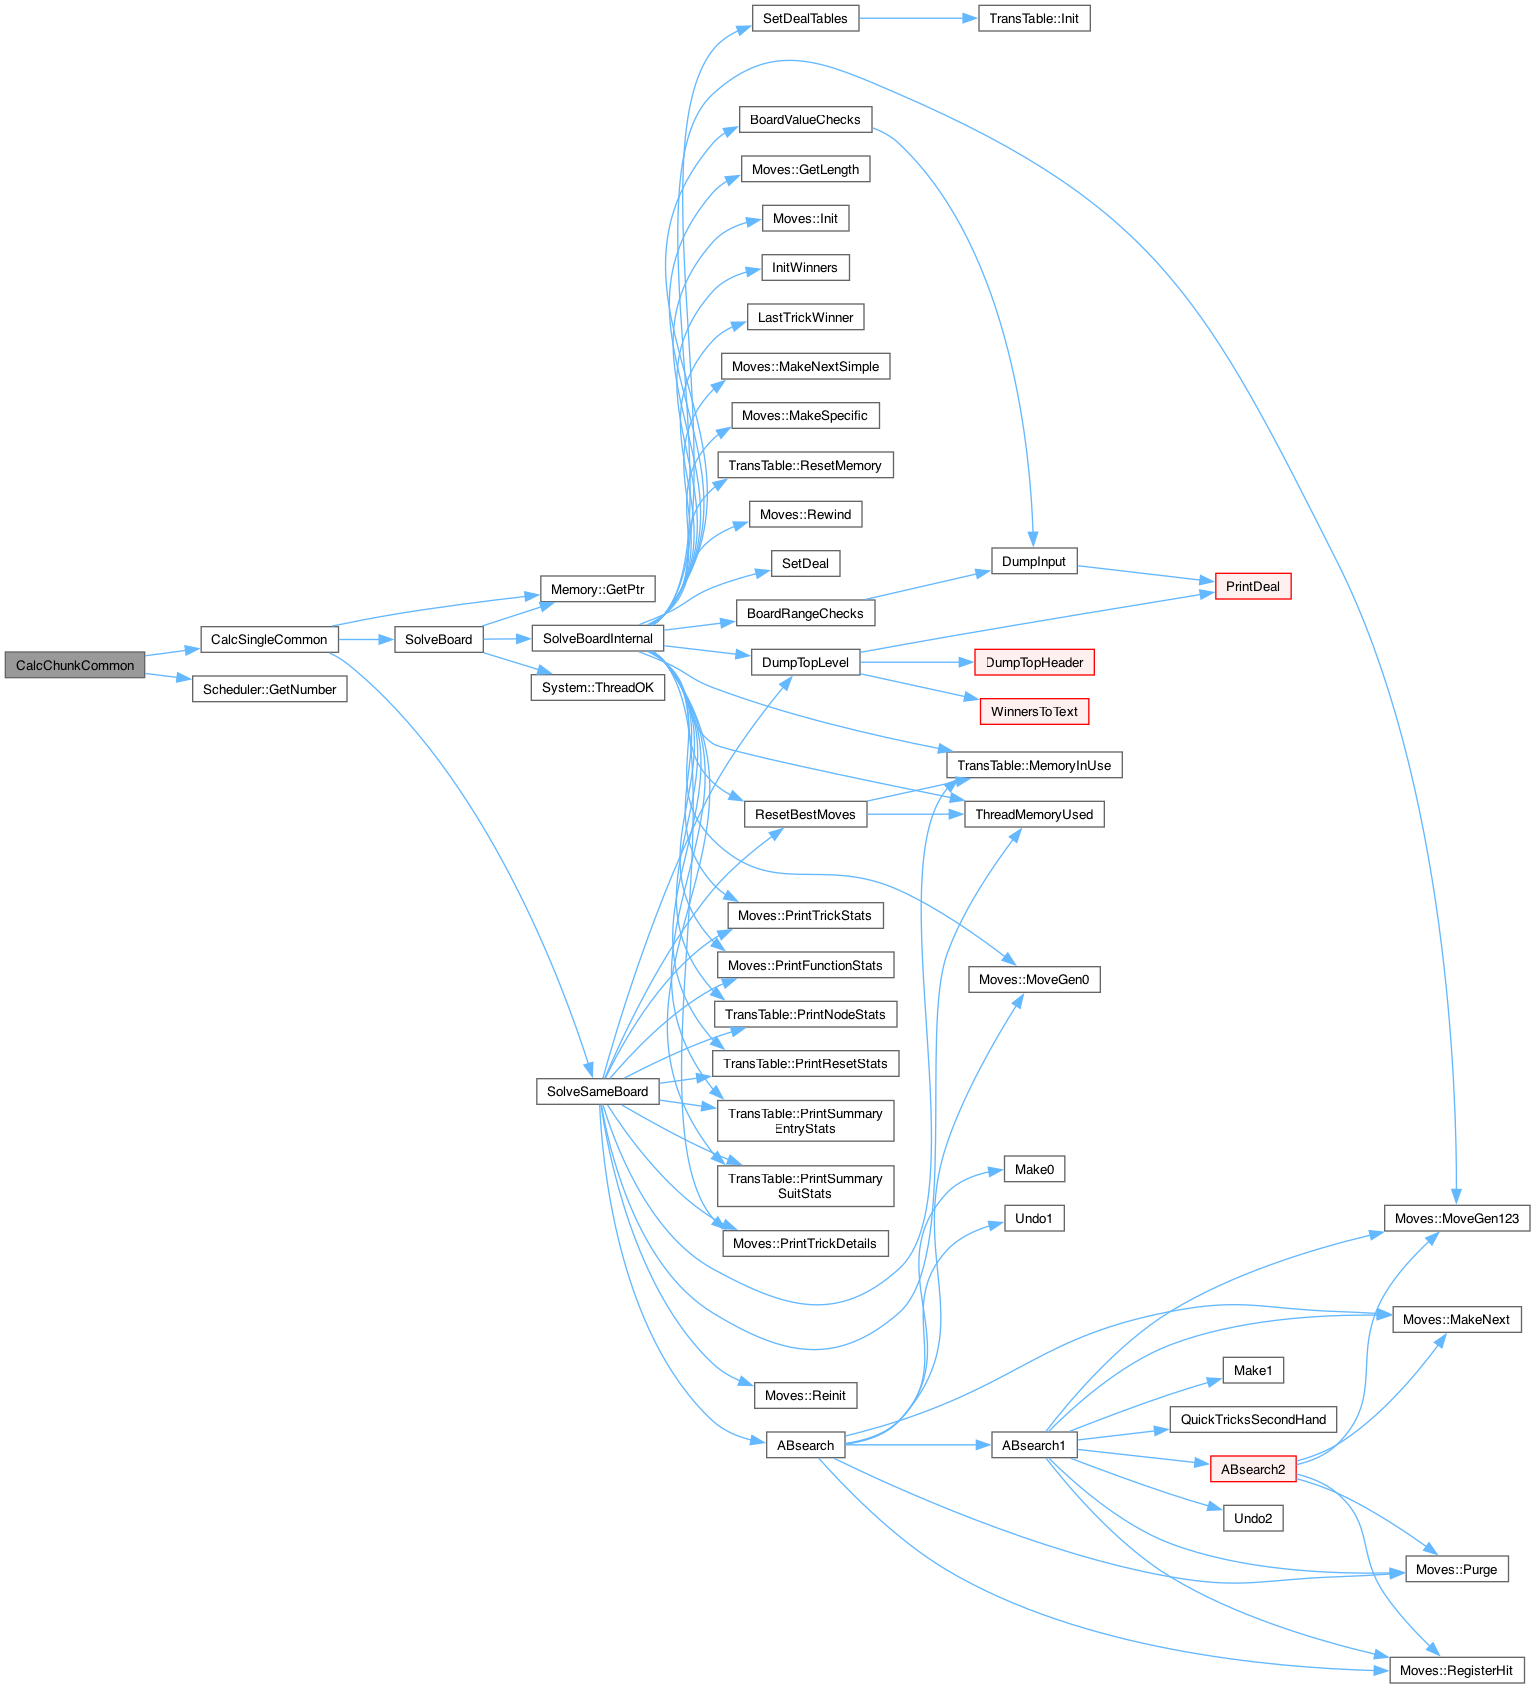 SetDealTables
TransTable::Init
BoardValueChecks
Moves::GetLength
Moves::Init
InitWinners
LastTrickWinner
Moves::MakeNextSimple
Moves::MakeSpecific
TransTable::ResetMemory
Moves::Rewind
SetDeal
DumpInput
PrintDeal
Memory::GetPtr
BoardRangeChecks
CalcSingleCommon
SolveBoard
SolveBoardInternal
CalcChunkCommon
DumpTopLevel
DumpTopHeader
Scheduler::GetNumber
System::ThreadOK
WinnersToText
TransTable::MemoryInUse
ResetBestMoves
ThreadMemoryUsed
Moves::PrintTrickStats
Moves::PrintFunctionStats
Moves::MoveGen0
TransTable::PrintNodeStats
TransTable::PrintResetStats
SolveSameBoard
TransTable::PrintSummary
EntryStats
Make0
TransTable::PrintSummary
SuitStats
Undo1
Moves::MoveGen123
Moves::PrintTrickDetails
Moves::MakeNext
Make1
Moves::Reinit
QuickTricksSecondHand
ABsearch
ABsearch1
ABsearch2
Undo2
Moves::Purge
Moves::RegisterHit